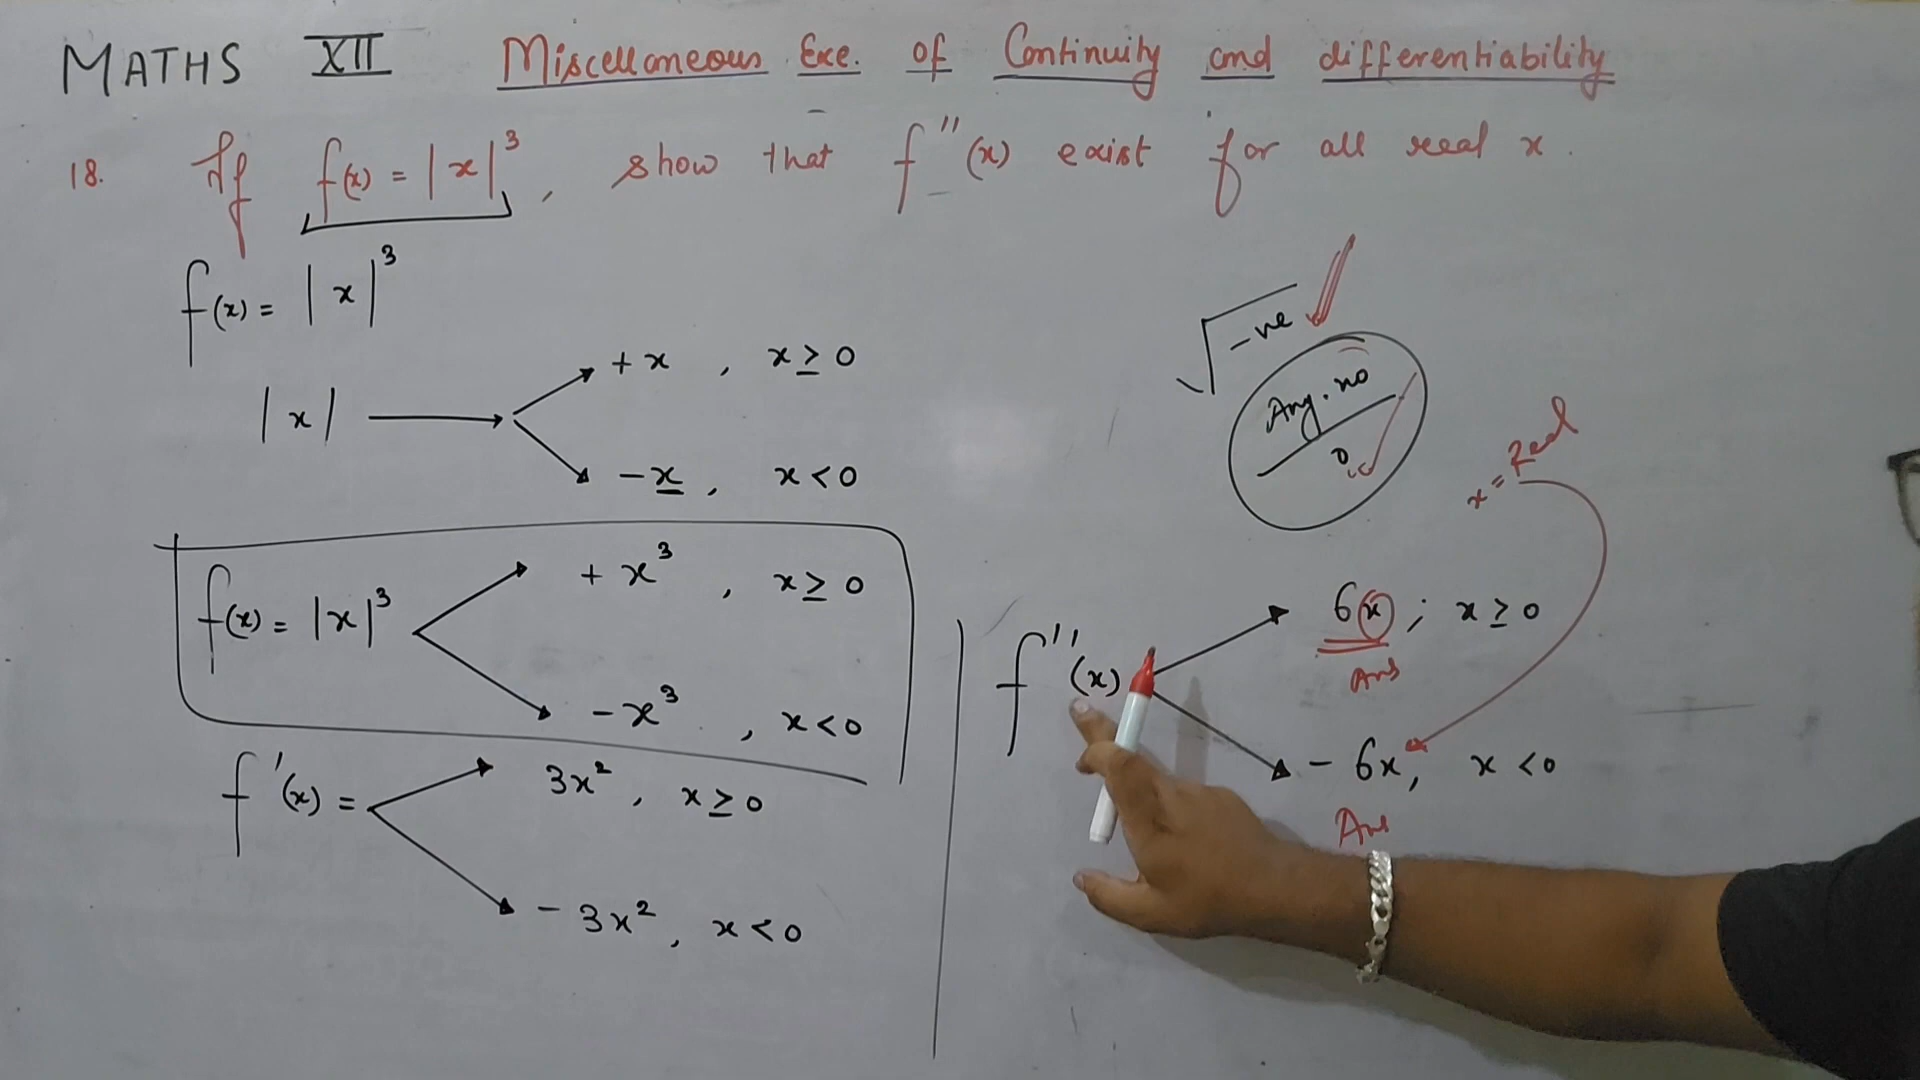 MATHS XII Miscellaneous Exe. of Continuity and differentiability
18. If f(x) = |x|³, show that f''(x) exist for all real x.
f(x) = |x|³
|x| → +x , x ≥ 0
-x , x < 0
f(x) = |x|³ → + x³ , x ≥ 0
- x³ , x < 0
f'(x) = 3x² , x ≥ 0
- 3x² , x < 0
√-ve
Any. no
0
x = Real
f''(x) 6x ; x ≥ 0
Ans
- 6x, x < 0
Ans